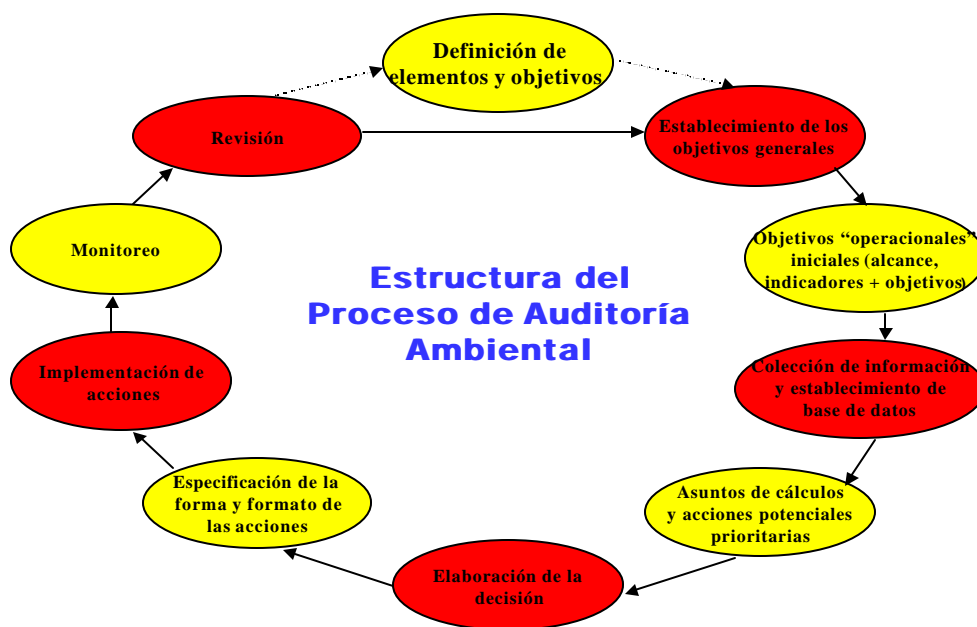 Definición de
elementos y objetivos
Revisión
Establecimiento de los
objetivos generales
Monitoreo
Objetivos “operacionales”
iniciales (alcance,
indicadores + objetivos)
Estructura del
Proceso de Auditoría
Ambiental
Implementación de
acciones
Colección de información
y establecimiento de
base de datos
Especificación de la
forma y formato de
las acciones
Asuntos de cálculos
y acciones potenciales
prioritarias
Elaboración de la
decisión